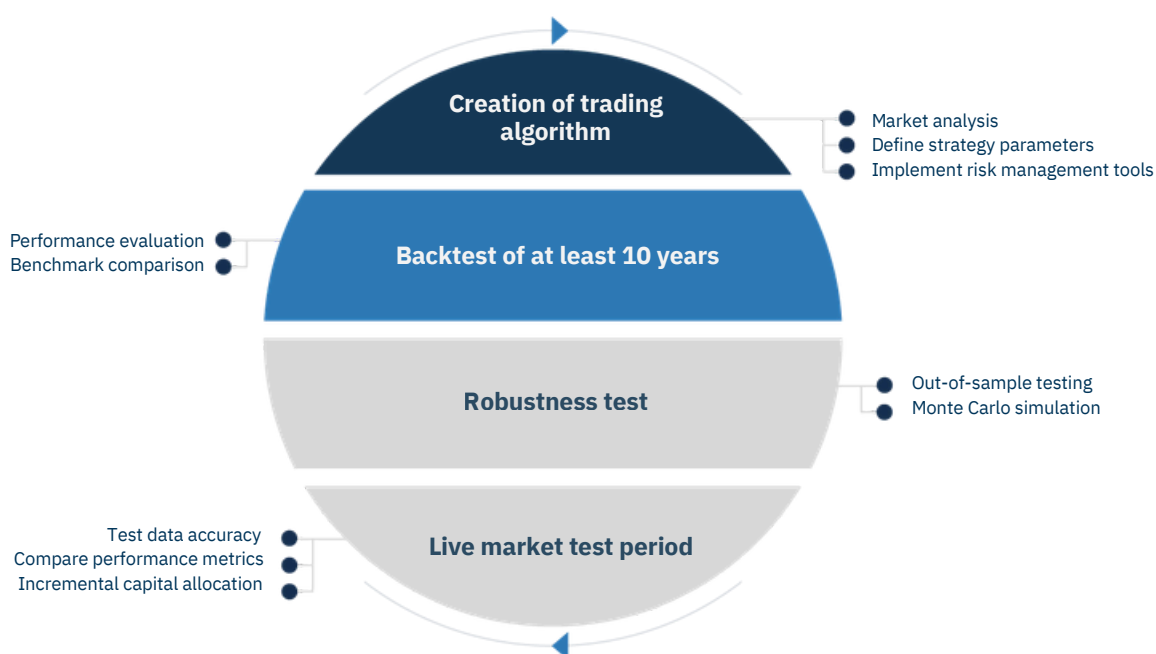 Creation of trading
algorithm
Market analysis
Define strategy parameters
Implement risk management tools
Performance evaluation
Benchmark comparison
Backtest of at least 10 years
Robustness test
Out-of-sample testing
Monte Carlo simulation
Test data accuracy
Compare performance metrics
Incremental capital allocation
Live market test period